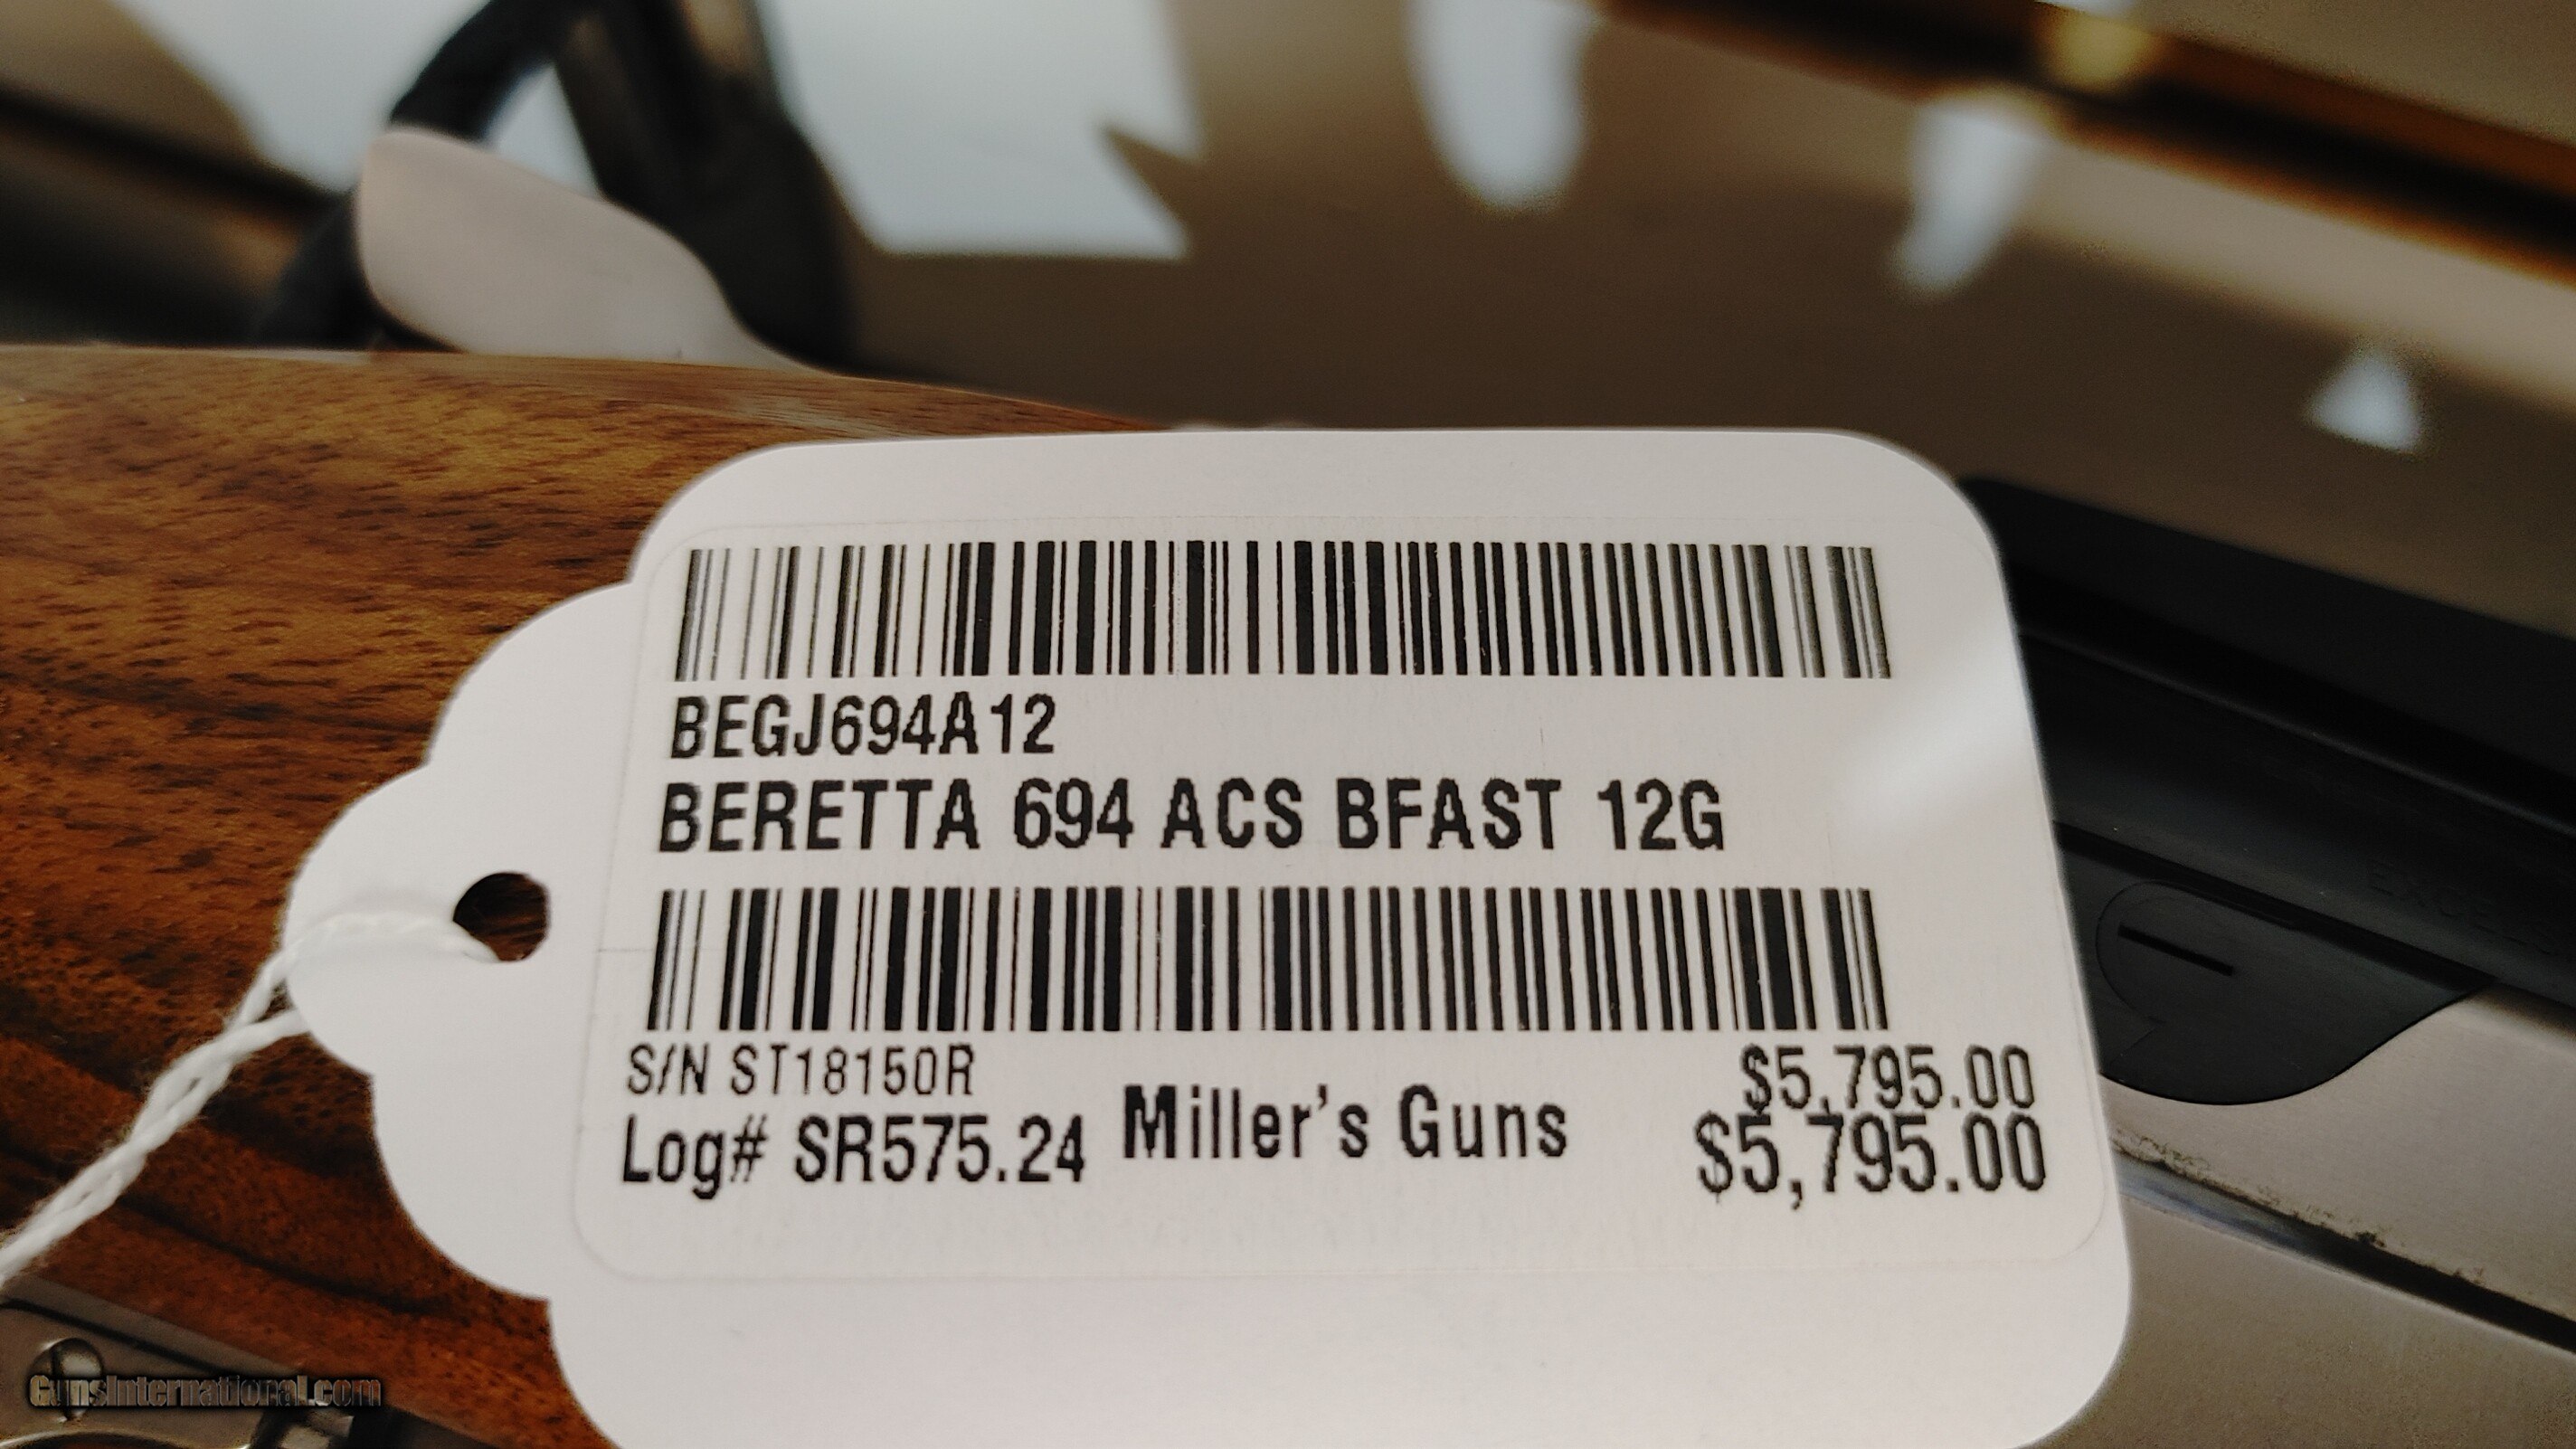 BEGJ694A12
BERETTA 694 ACS BFAST 12G
S/N ST18150R
$5,795.00
Log# SR575.24
Miller's Guns
$5,795.00
GunsInternational.com